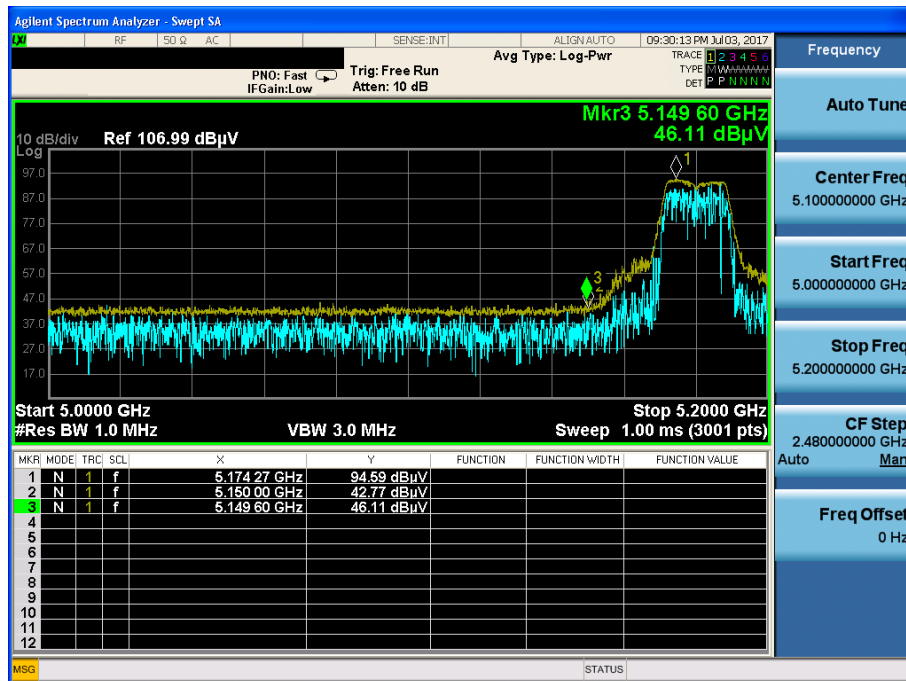 Agilent Spectrum Analyzer - Swept SA
LXI RF 50 Ω AC SENSE:INT ALIGN AUTO 09:30:13 PM Jul 03, 2017
Frequency
PNO: Fast
IFGain:Low
Trig: Free Run
Atten: 10 dB
Avg Type: Log-Pwr
TRACE 1 2 3 4 5 6
TYPE M W W W W W
DET P P N N N N
Auto Tune
Mkr3 5.149 60 GHz
46.11 dBµV
10 dB/div Ref 106.99 dBµV
Log
97.0
87.0
77.0
67.0
57.0
47.0
37.0
27.0
17.0
1
3
2
Center Freq
5.100000000 GHz
Start Freq
5.000000000 GHz
Stop Freq
5.200000000 GHz
CF Step
2.480000000 GHz
Auto Man
Freq Offset
0 Hz
Start 5.0000 GHz Stop 5.2000 GHz
#Res BW 1.0 MHz VBW 3.0 MHz Sweep 1.00 ms (3001 pts)
MKR MODE TRC SCL X Y FUNCTION FUNCTION WIDTH FUNCTION VALUE
1 N 1 f 5.174 27 GHz 94.59 dBµV
2 N 1 f 5.150 00 GHz 42.77 dBµV
3 N 1 f 5.149 60 GHz 46.11 dBµV
4
5
6
7
8
9
10
11
12
MSG STATUS